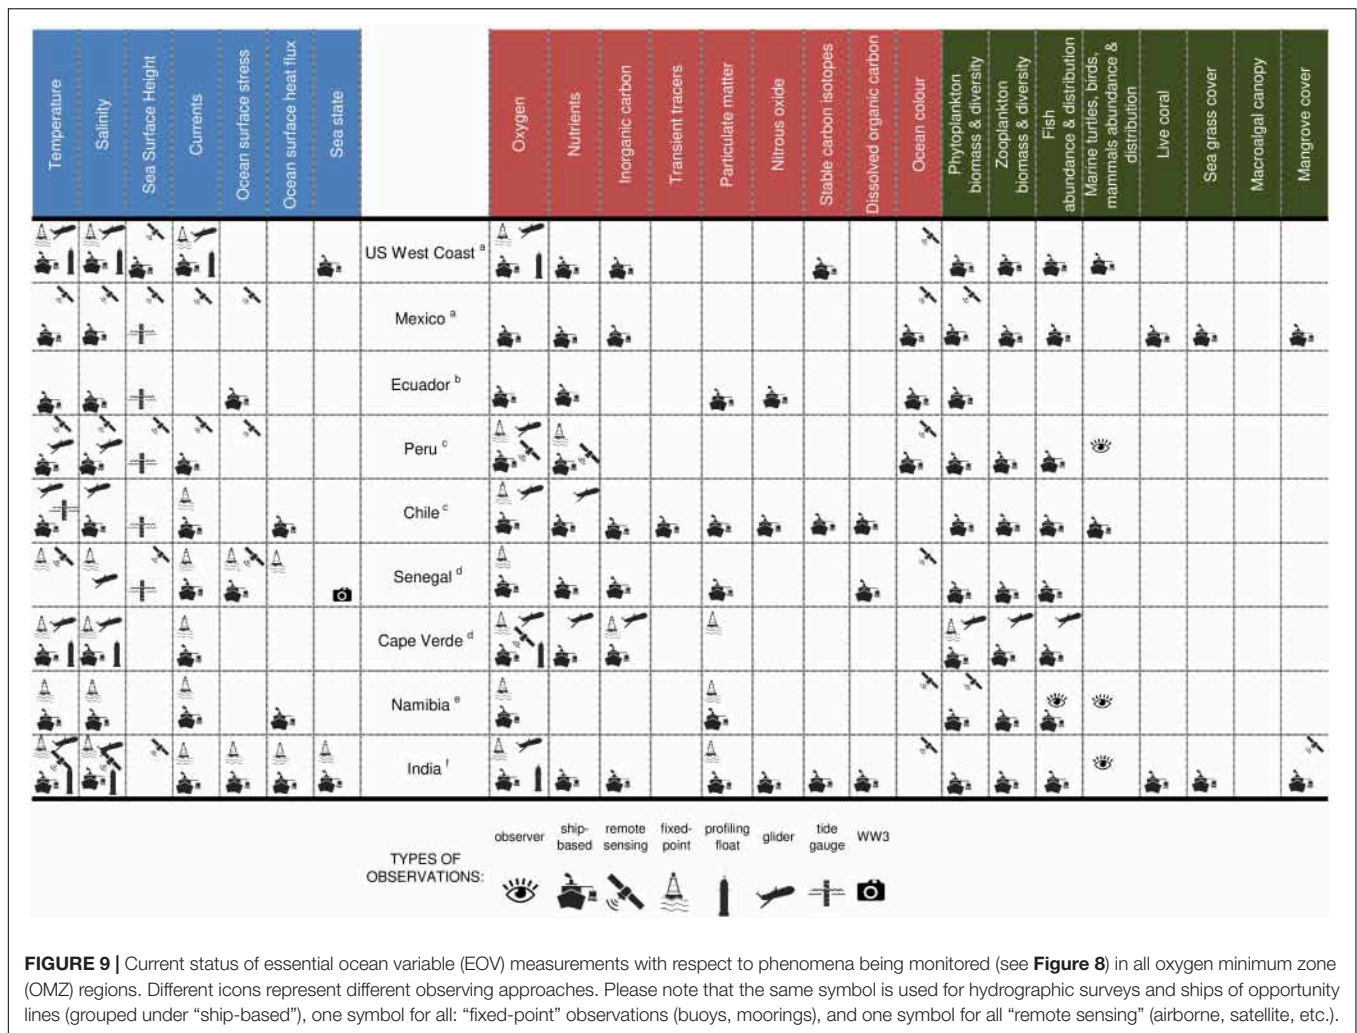 Temperature
Salinity
Sea Surface Height
Currents
Ocean surface stress
Ocean surface heat flux
Sea state
Oxygen
Nutrients
Inorganic carbon
Transient tracers
Particulate matter
Nitrous oxide
Stable carbon isotopes
Dissolved organic carbon
Ocean colour
Phytoplankton
biomass & diversity
Zooplankton
biomass & diversity
Fish
abundance & distribution
Marine turtles, birds,
mammals abundance &
distribution
Live coral
Sea grass cover
Macroalgal canopy
Mangrove cover
US West Coast a
Mexico a
Ecuador b
Peru c
Chile c
Senegal d
Cape Verde d
Namibia e
India f
TYPES OF
OBSERVATIONS:
observer
ship-
based
remote
sensing
fixed-
point
profiling
float
glider
tide
gauge
WW3
FIGURE 9 | Current status of essential ocean variable (EOV) measurements with respect to phenomena being monitored (see Figure 8) in all oxygen minimum zone
(OMZ) regions. Different icons represent different observing approaches. Please note that the same symbol is used for hydrographic surveys and ships of opportunity
lines (grouped under “ship-based”), one symbol for all: “fixed-point” observations (buoys, moorings), and one symbol for all “remote sensing” (airborne, satellite, etc.).